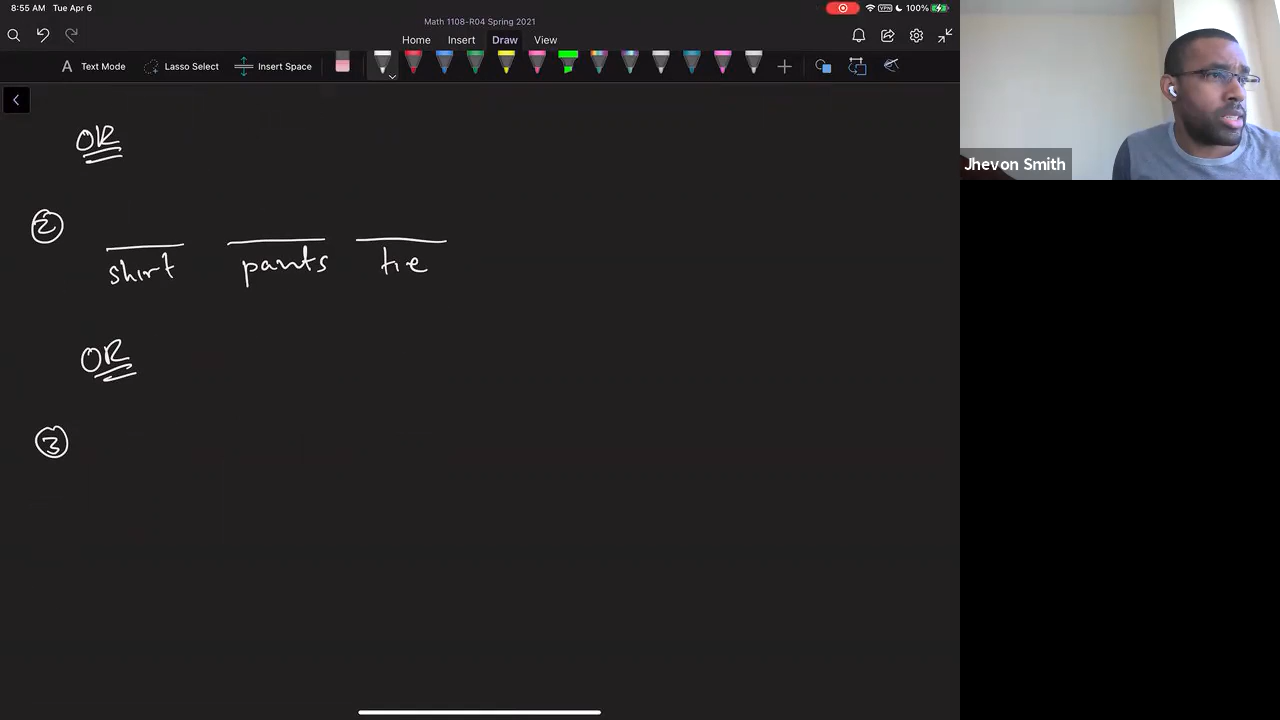 8:55 AM Tue Apr 6
100%
Math 1108-R04 Spring 2021
Home Insert Draw View
VPN
A Text Mode Lasso Select Insert Space
OR
2
shirt pants tie
OR
3
Jhevon Smith